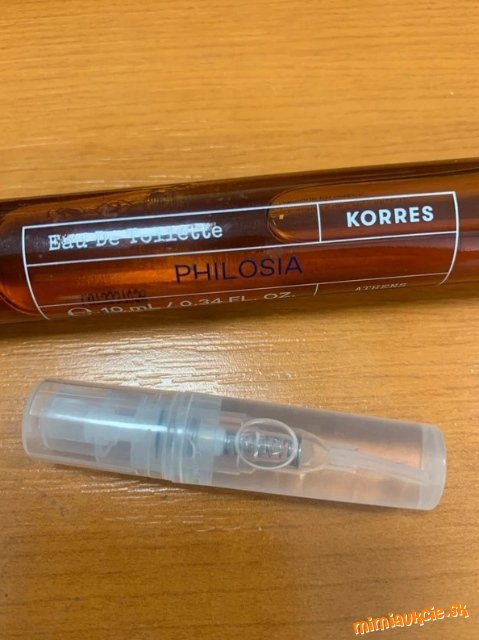 Eau De Toilette
KORRES
PHILOSIA
10 mL / 0.34 FL. OZ.
ATHENS
mimiaukcie.sk